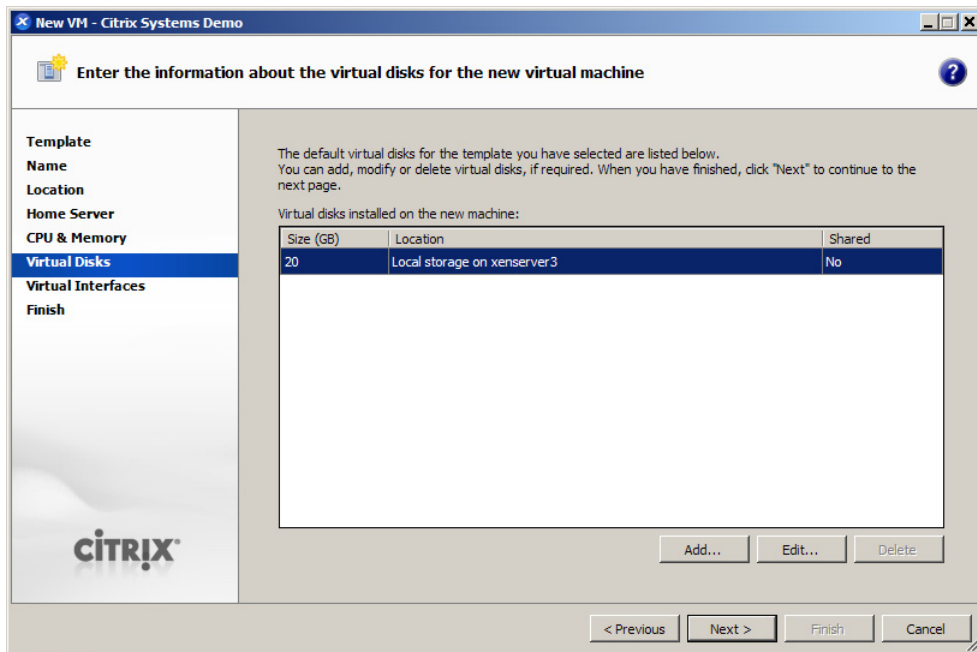 New VM - Citrix Systems Demo
Enter the information about the virtual disks for the new virtual machine
?
Template
Name
Location
Home Server
CPU & Memory
Virtual Disks
Virtual Interfaces
Finish
CİTRIX
The default virtual disks for the template you have selected are listed below.
You can add, modify or delete virtual disks, if required. When you have finished, click "Next" to continue to the
next page.
Virtual disks installed on the new machine:
Size (GB) Location Shared
20 Local storage on xenserver3 No
Add... Edit... Delete
< Previous Next > Finish Cancel